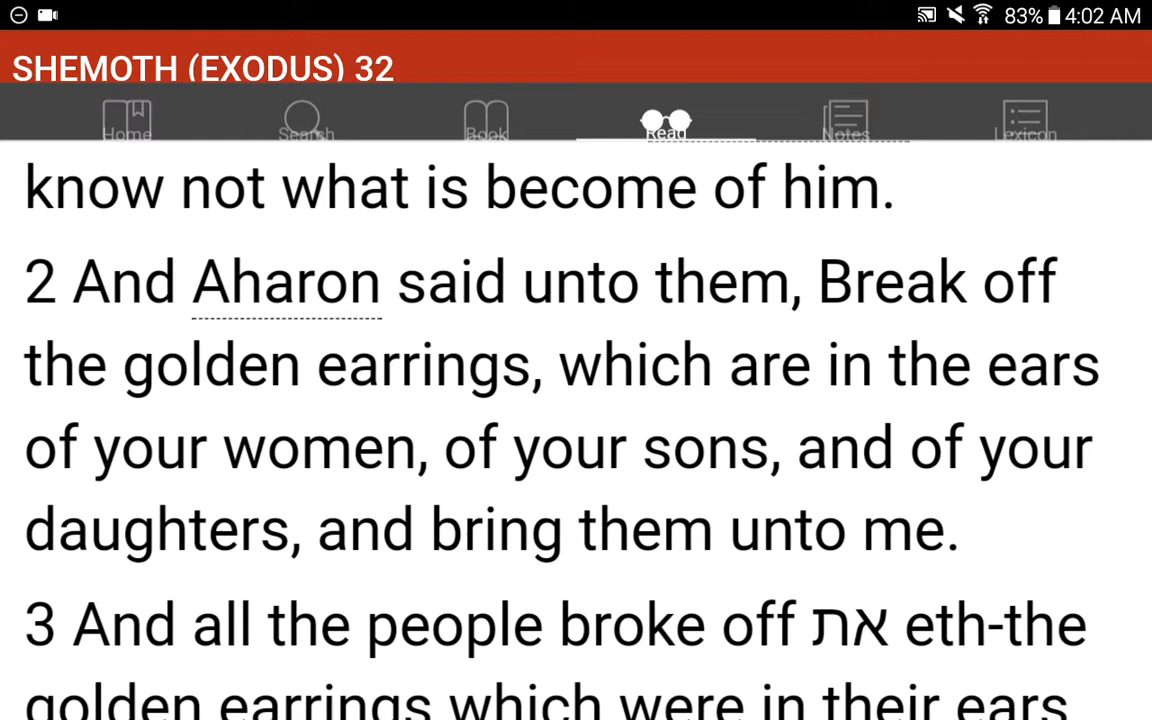 83% 4:02 AM
SHEMOTH (EXODUS) 32
Home Search Book Read Notes Lexicon
know not what is become of him.
2 And Aharon said unto them, Break off
the golden earrings, which are in the ears
of your women, of your sons, and of your
daughters, and bring them unto me.
3 And all the people broke off את eth-the
golden earrings which were in their ears